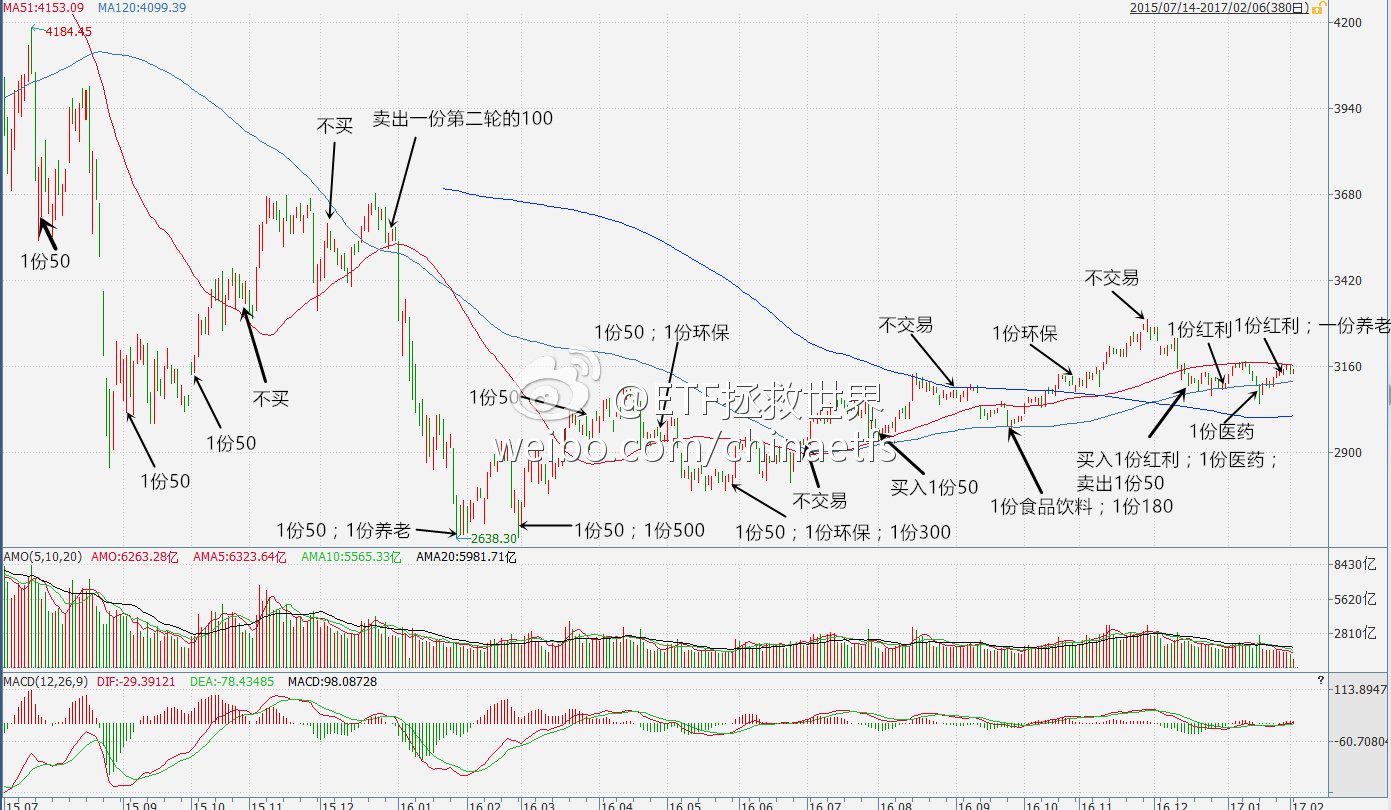 MA51:4153.09 MA120:4099.39 2015/07/14-2017/02/06(380日)
4200
4184.45
3940
不买 卖出一份第二轮的100
3680
1份50
3420
不交易
1份50；1份环保 不交易 1份环保 1份红利 1份红利；一份养老
3160
1份50 @ETF拯救世界
不买
1份50 weibo.com/chinaetfs 1份医药
2900
买入1份红利；1份医药；
卖出1份50
1份50 不交易 买入1份50 1份食品饮料；1份180
1份50；1份养老 1份50；1份500 1份50；1份环保；1份300
2638.30
AMO(5,10,20) AMO:6263.28亿 AMA5:6323.64亿 AMA10:5565.33亿 AMA20:5981.71亿
8430亿
5620亿
2810亿
MACD(12,26,9) DIF:-29.39121 DEA:-78.43485 MACD:98.08728 ?
113.8947
-60.70804
15.07 15.09 15.10 15.11 15.12 16.01 16.02 16.03 16.04 16.05 16.06 16.07 16.08 16.09 16.10 16.11 16.12 17.01 17.02